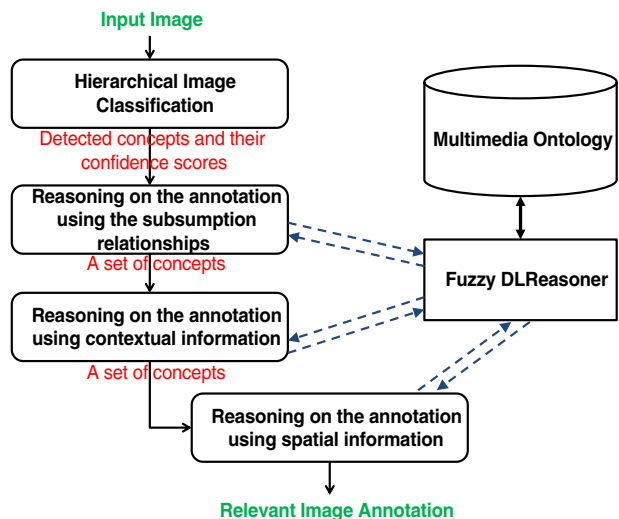 Input Image
Hierarchical Image
Classification
Detected concepts and their
confidence scores
Reasoning on the annotation
using the subsumption
relationships
A set of concepts
Reasoning on the annotation
using contextual information
A set of concepts
Reasoning on the annotation
using spatial information
Relevant Image Annotation
Multimedia Ontology
Fuzzy DLReasoner